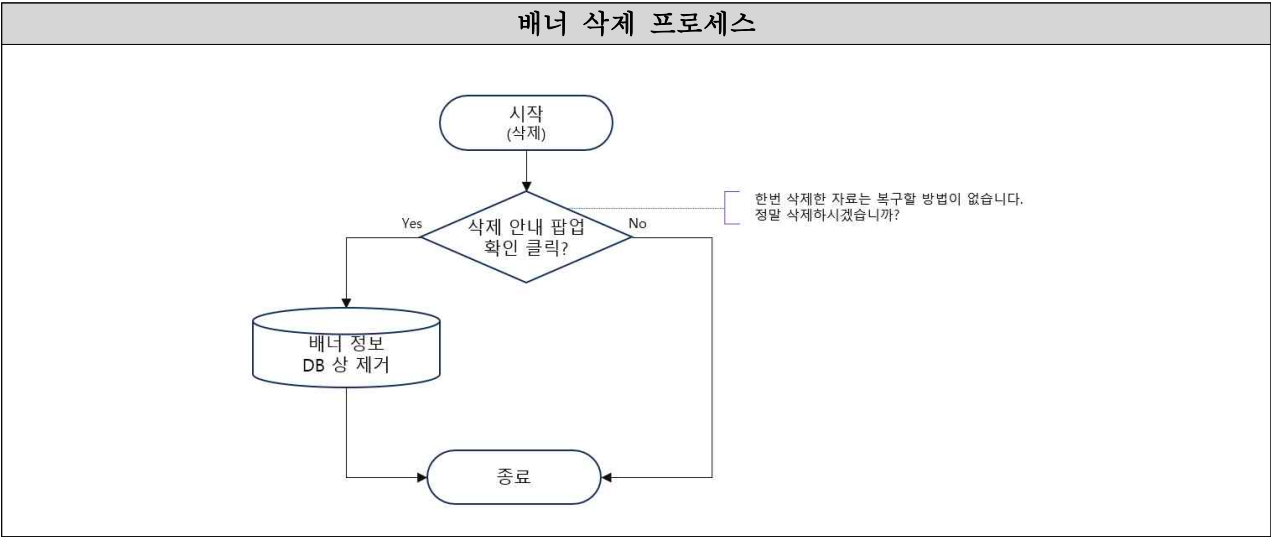 배너 삭제 프로세스
시작
(삭제)
한번 삭제한 자료는 복구할 방법이 없습니다.
정말 삭제하시겠습니까?
Yes
삭제 안내 팝업
확인 클릭?
No
배너 정보
DB 상 제거
종료